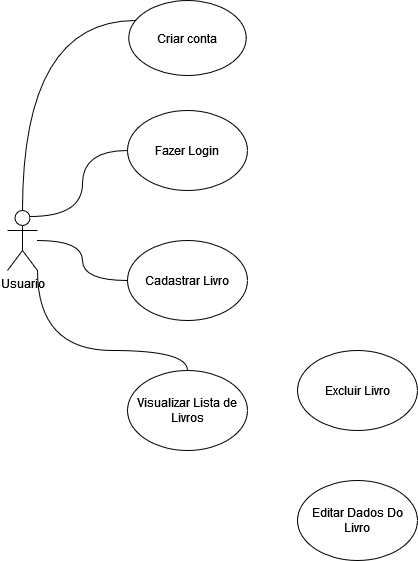 Criar conta
Fazer Login
Usuario
Cadastrar Livro
Visualizar Lista de
Livros
Excluir Livro
Editar Dados Do
Livro